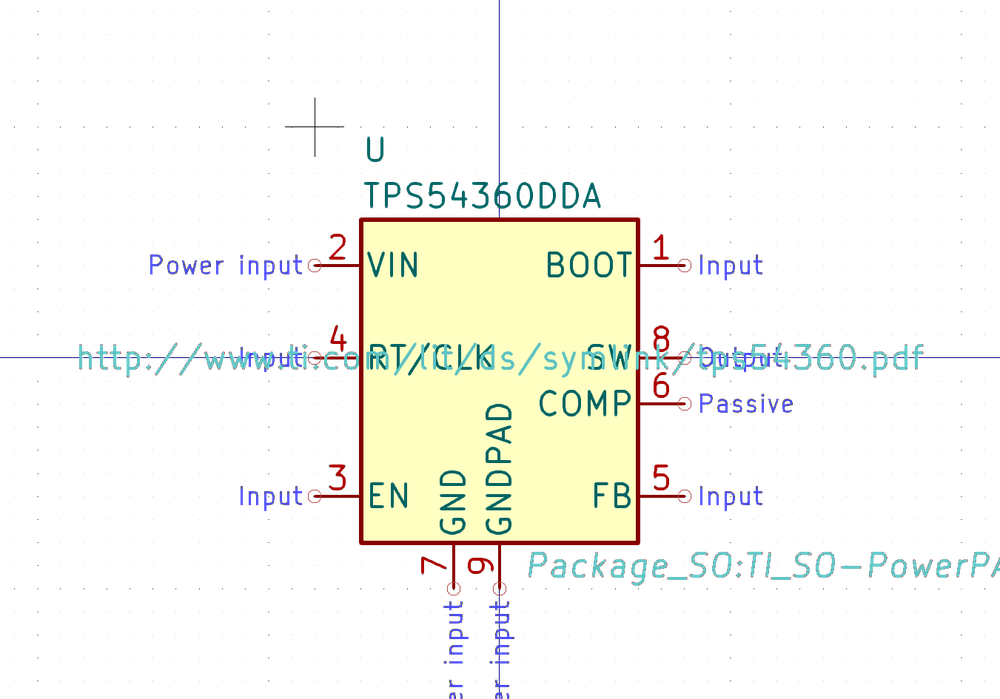 U
TPS54360DDA
Power input 2 VIN BOOT 1 Input
Input 4 RT/CLK SW 8 Output
http://www.ti.com/lit/ds/symlink/tps54360.pdf
COMP 6 Passive
Input 3 EN FB 5 Input
GND
GNDPAD
7
9
Package_SO:TI_SO-PowerPA
er input
er input